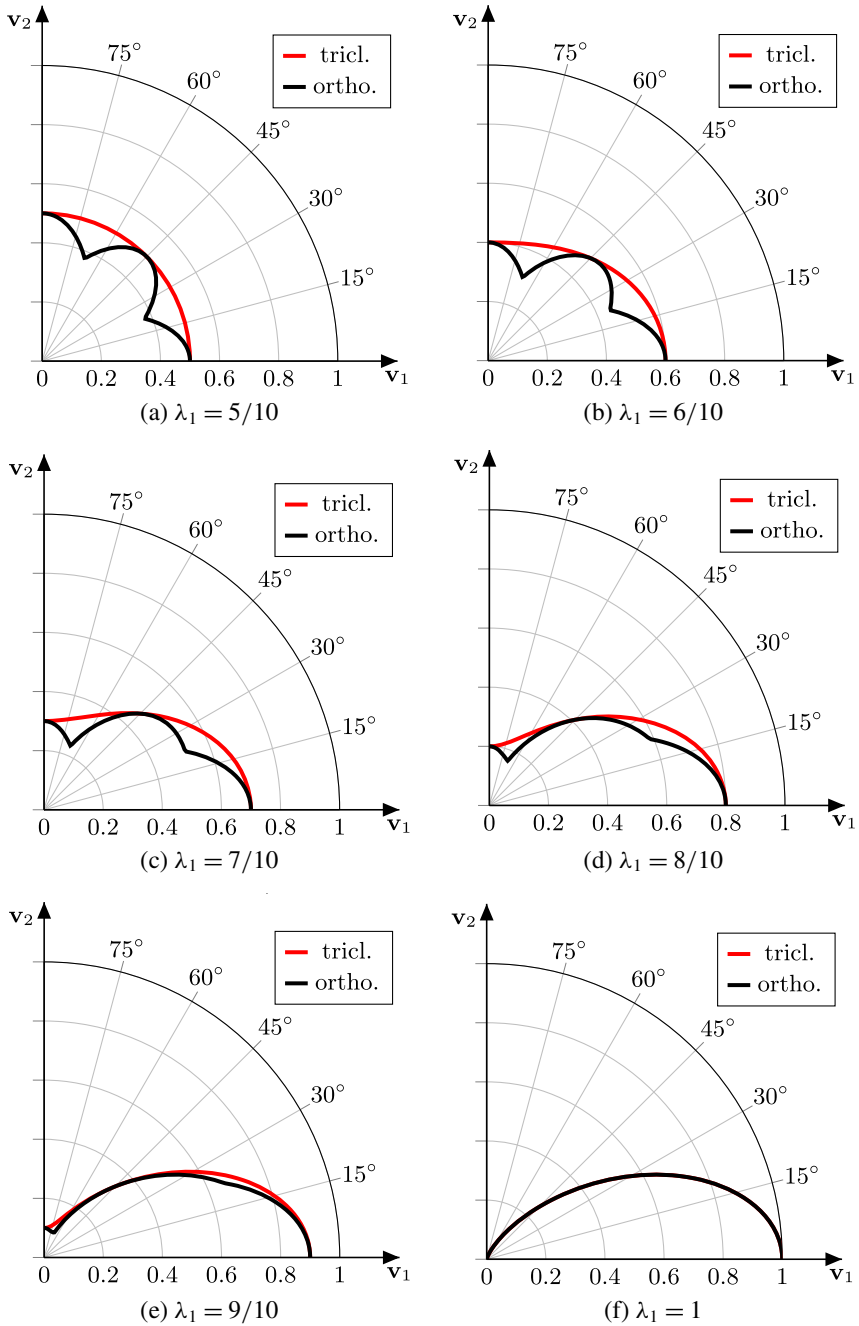 v₂
75°
60°
45°
30°
15°
tricl.
ortho.
0 0.2 0.4 0.6 0.8 1 v₁
(a) λ₁ = 5/10
v₂
75°
60°
45°
30°
15°
tricl.
ortho.
0 0.2 0.4 0.6 0.8 1 v₁
(b) λ₁ = 6/10
v₂
75°
60°
45°
30°
15°
tricl.
ortho.
0 0.2 0.4 0.6 0.8 1 v₁
(c) λ₁ = 7/10
v₂
75°
60°
45°
30°
15°
tricl.
ortho.
0 0.2 0.4 0.6 0.8 1 v₁
(d) λ₁ = 8/10
v₂
75°
60°
45°
30°
15°
tricl.
ortho.
0 0.2 0.4 0.6 0.8 1 v₁
(e) λ₁ = 9/10
v₂
75°
60°
45°
30°
15°
tricl.
ortho.
0 0.2 0.4 0.6 0.8 1 v₁
(f) λ₁ = 1